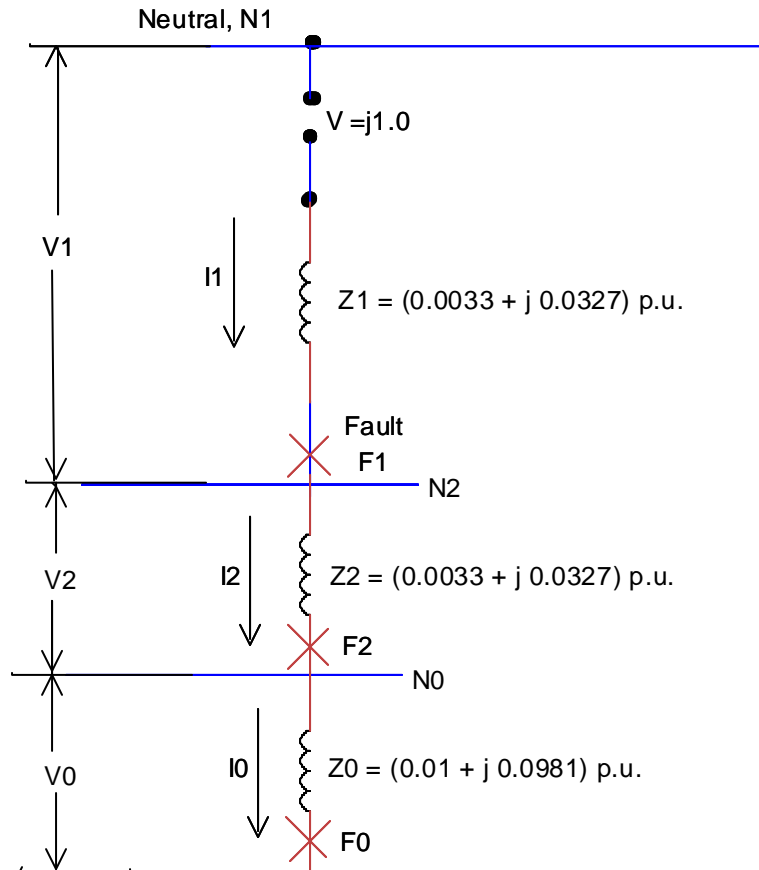 Neutral, N1
V =j1.0
V1
I1
Z1 = (0.0033 + j 0.0327) p.u.
Fault
F1
N2
V2
I2
Z2 = (0.0033 + j 0.0327) p.u.
F2
N0
V0
I0
Z0 = (0.01 + j 0.0981) p.u.
F0